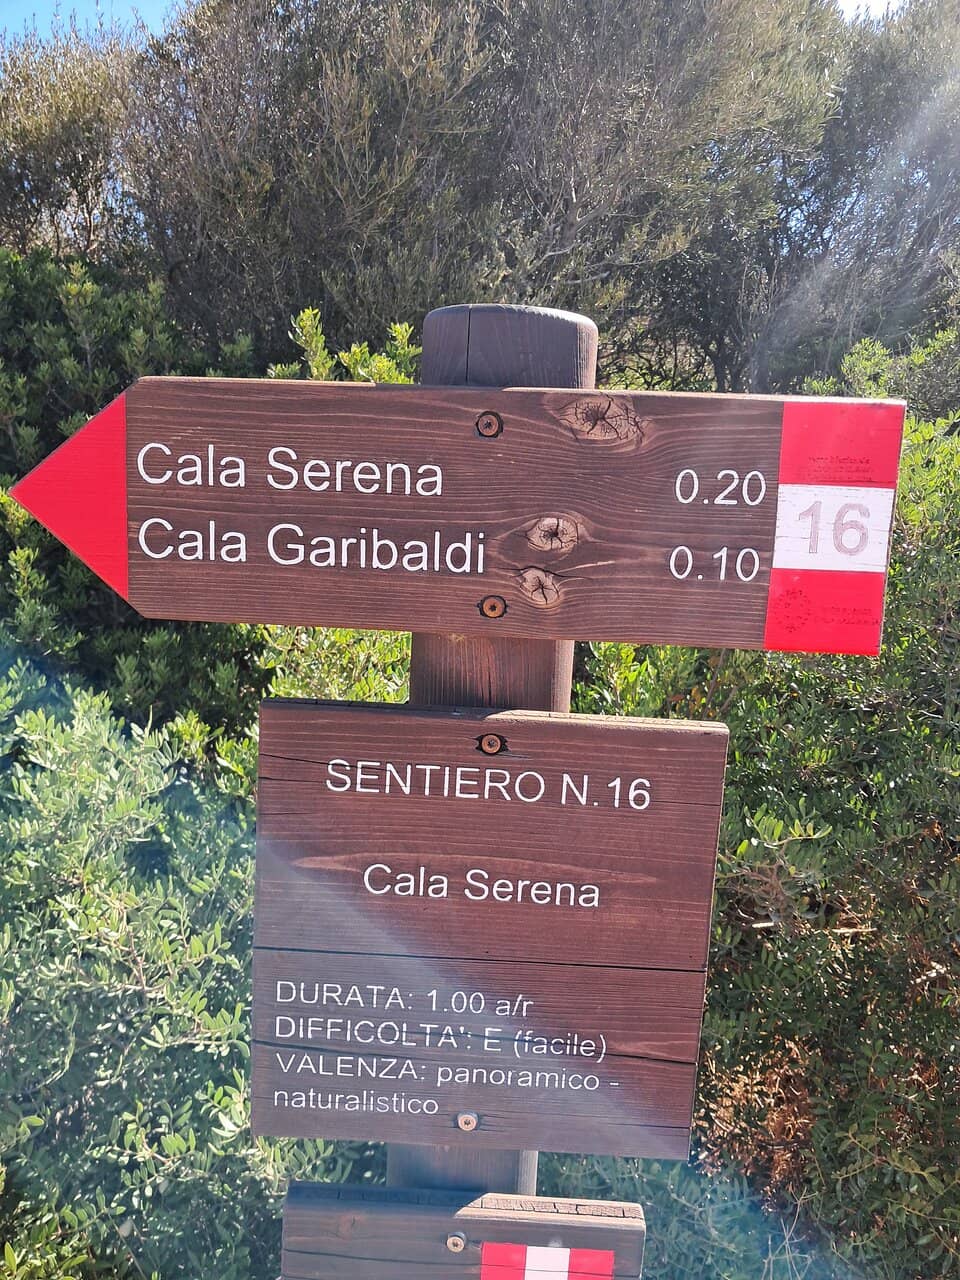 Cala Serena 0.20
Cala Garibaldi 0.10
16
SENTIERO N.16
Cala Serena
DURATA: 1.00 a/r
DIFFICOLTA': E (facile)
VALENZA: panoramico -
naturalistico